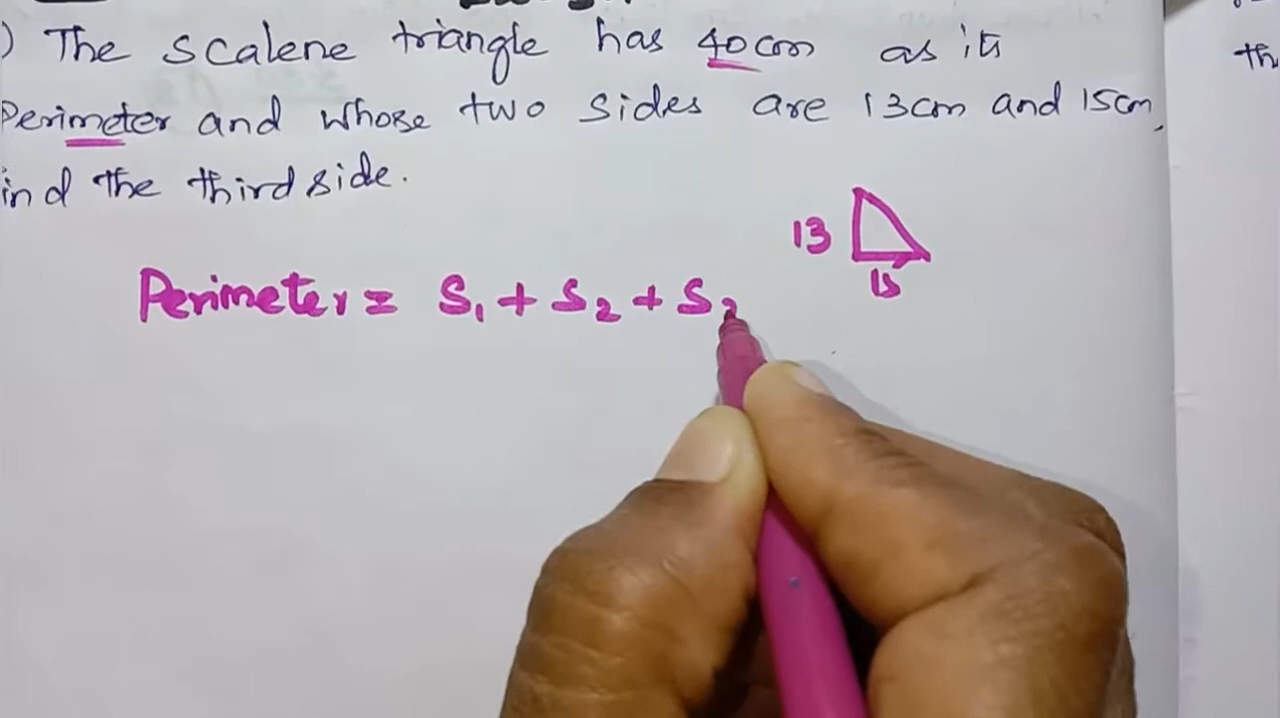 ) The scalene triangle has 40cm as its
Perimeter and whose two sides are 13cm and 15cm,
ind the third side.
13
15
Perimeter = S₁ + S₂ + S
th